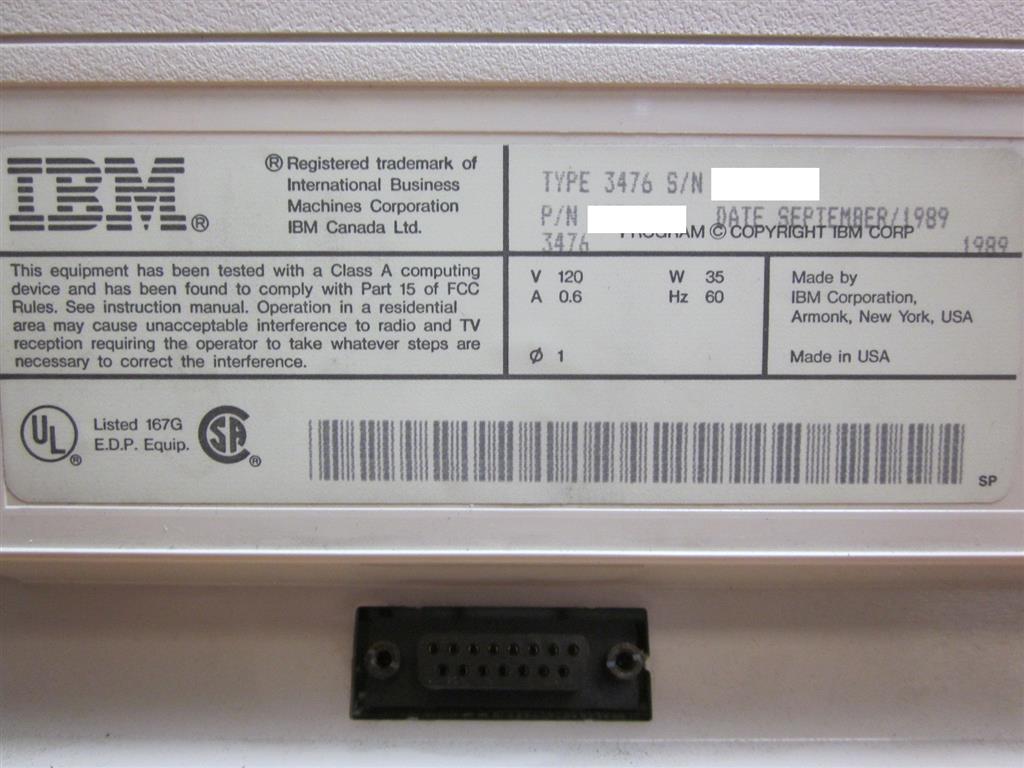 IBM®
® Registered trademark of
International Business
Machines Corporation
IBM Canada Ltd.
TYPE 3476 S/N
P/N DATE SEPTEMBER/1989
PROGRAM © COPYRIGHT IBM CORP
3476 1989
This equipment has been tested with a Class A computing
device and has been found to comply with Part 15 of FCC
Rules. See instruction manual. Operation in a residential
area may cause unacceptable interference to radio and TV
reception requiring the operator to take whatever steps are
necessary to correct the interference.
V 120 W 35
A 0.6 Hz 60
Ø 1
Made by
IBM Corporation,
Armonk, New York, USA
Made in USA
UL®
Listed 167G
E.D.P. Equip.
CSA®
SP